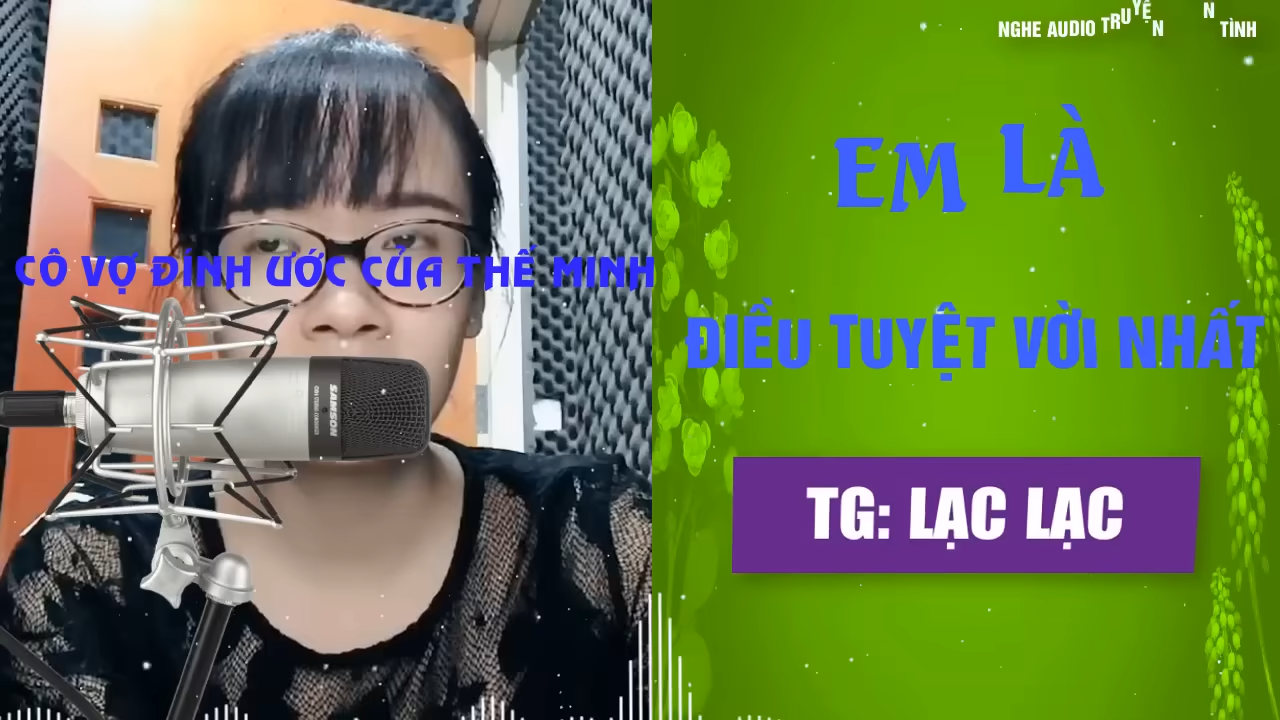 NGHE AUDIO TRUYỆN N TÌNH
EM LÀ
CÔ VỢ ĐÍNH ƯỚC CỦA THẾ MINH
ĐIỀU TUYỆT VỜI NHẤT
SAMSON
TG: LẠC LẠC